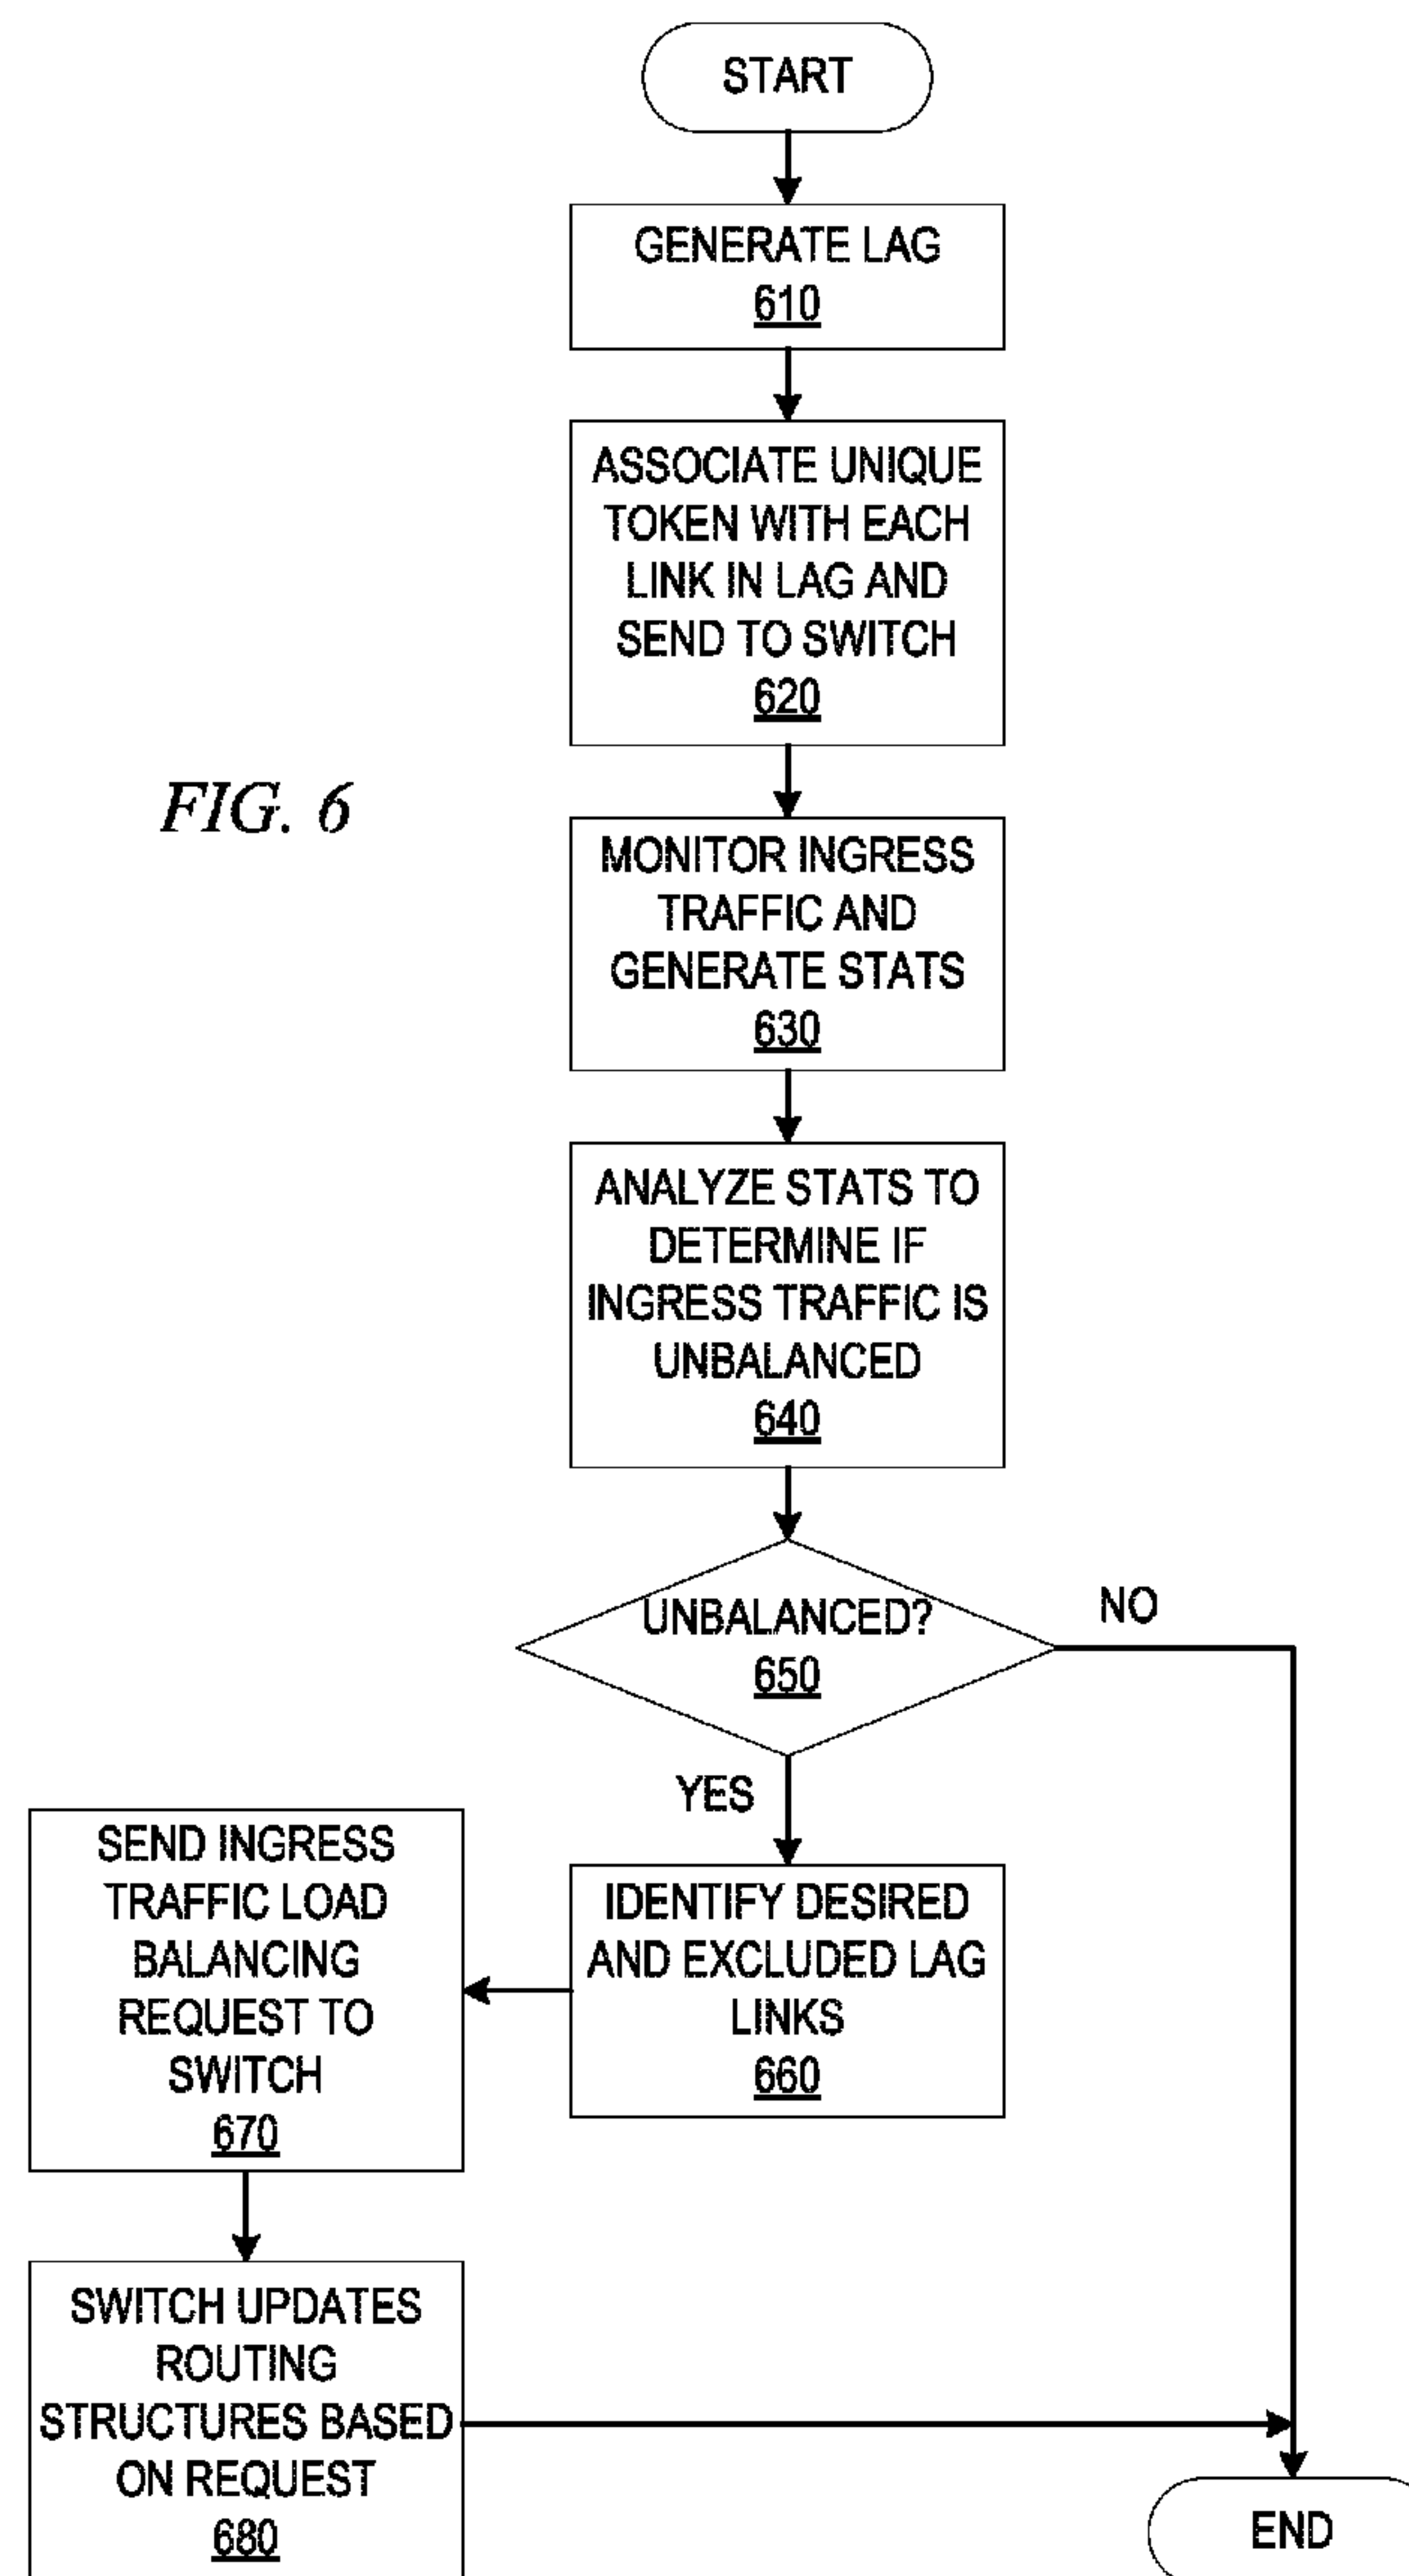 START
GENERATE LAG
610
ASSOCIATE UNIQUE
TOKEN WITH EACH
LINK IN LAG AND
SEND TO SWITCH
620
FIG. 6
MONITOR INGRESS
TRAFFIC AND
GENERATE STATS
630
ANALYZE STATS TO
DETERMINE IF
INGRESS TRAFFIC IS
UNBALANCED
640
UNBALANCED?
650
NO
YES
IDENTIFY DESIRED
AND EXCLUDED LAG
LINKS
660
SEND INGRESS
TRAFFIC LOAD
BALANCING
REQUEST TO
SWITCH
670
SWITCH UPDATES
ROUTING
STRUCTURES BASED
ON REQUEST
680
END